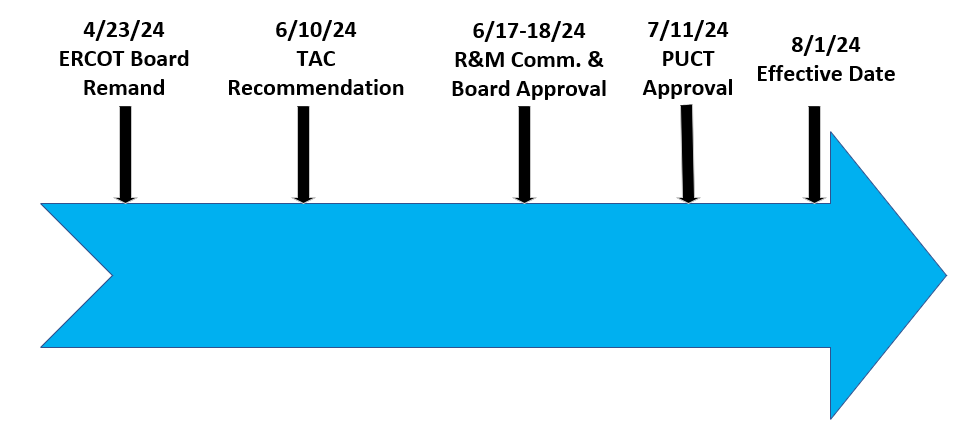 4/23/24
ERCOT Board
Remand
6/10/24
TAC
Recommendation
6/17-18/24
R&M Comm. &
Board Approval
7/11/24
PUCT
Approval
8/1/24
Effective Date